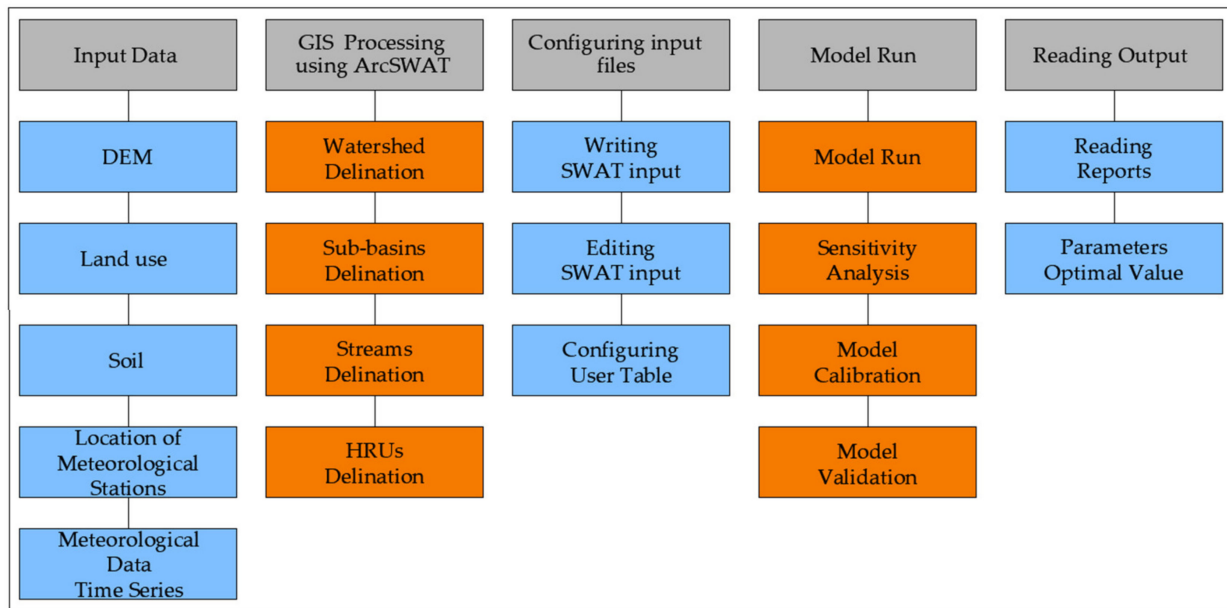 Input Data
DEM
Land use
Soil
Location of
Meteorological
Stations
Meteorological
Data
Time Series
GIS Processing
using ArcSWAT
Watershed
Delination
Sub-basins
Delination
Streams
Delination
HRUs
Delination
Configuring input
files
Writing
SWAT input
Editing
SWAT input
Configuring
User Table
Model Run
Model Run
Sensitivity
Analysis
Model
Calibration
Model
Validation
Reading Output
Reading
Reports
Parameters
Optimal Value